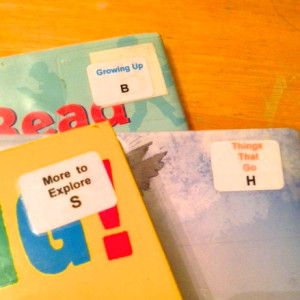 Growing Up
B
Read
Things
That
Go
H
More to
Explore
S
G!